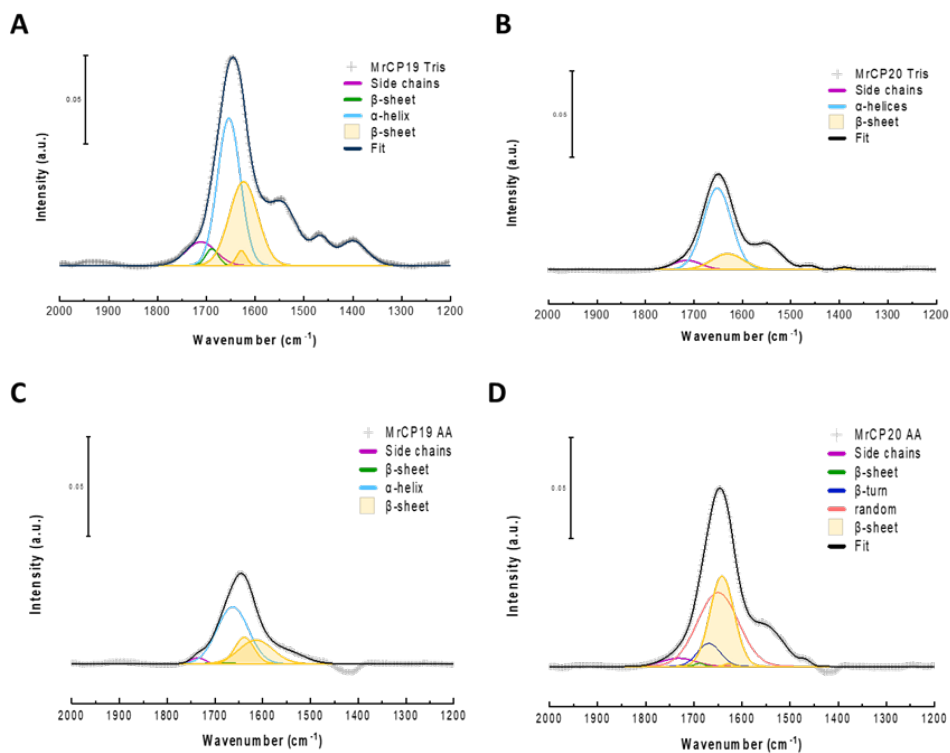 A
Intensity (a.u.)
0.05
MrCP19 Tris
Side chains
β-sheet
α-helix
β-sheet
Fit
2000 1900 1800 1700 1600 1500 1400 1300 1200
Wavenumber (cm-1)
B
Intensity (a.u.)
0.05
MrCP20 Tris
Side chains
α-helices
β-sheet
Fit
2000 1900 1800 1700 1600 1500 1400 1300 1200
Wavenumber (cm-1)
C
Intensity (a.u.)
0.05
MrCP19 AA
Side chains
β-sheet
α-helix
β-sheet
2000 1900 1800 1700 1600 1500 1400 1300 1200
Wavenumber (cm-1)
D
Intensity (a.u.)
0.05
MrCP20 AA
Side chains
β-sheet
β-turn
random
β-sheet
Fit
2000 1900 1800 1700 1600 1500 1400 1300 1200
Wavenumber (cm-1)